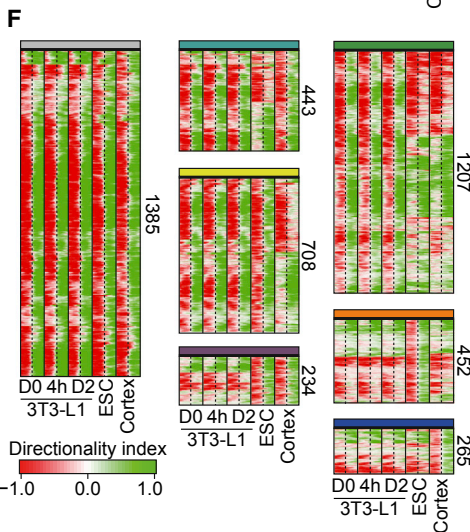 F
1385
D0 4h D2
3T3-L1
ESC
Cortex
443
708
234
D0 4h D2
3T3-L1
ESC
Cortex
1207
452
265
D0 4h D2
3T3-L1
ESC
Cortex
Directionality index
−1.0 0.0 1.0